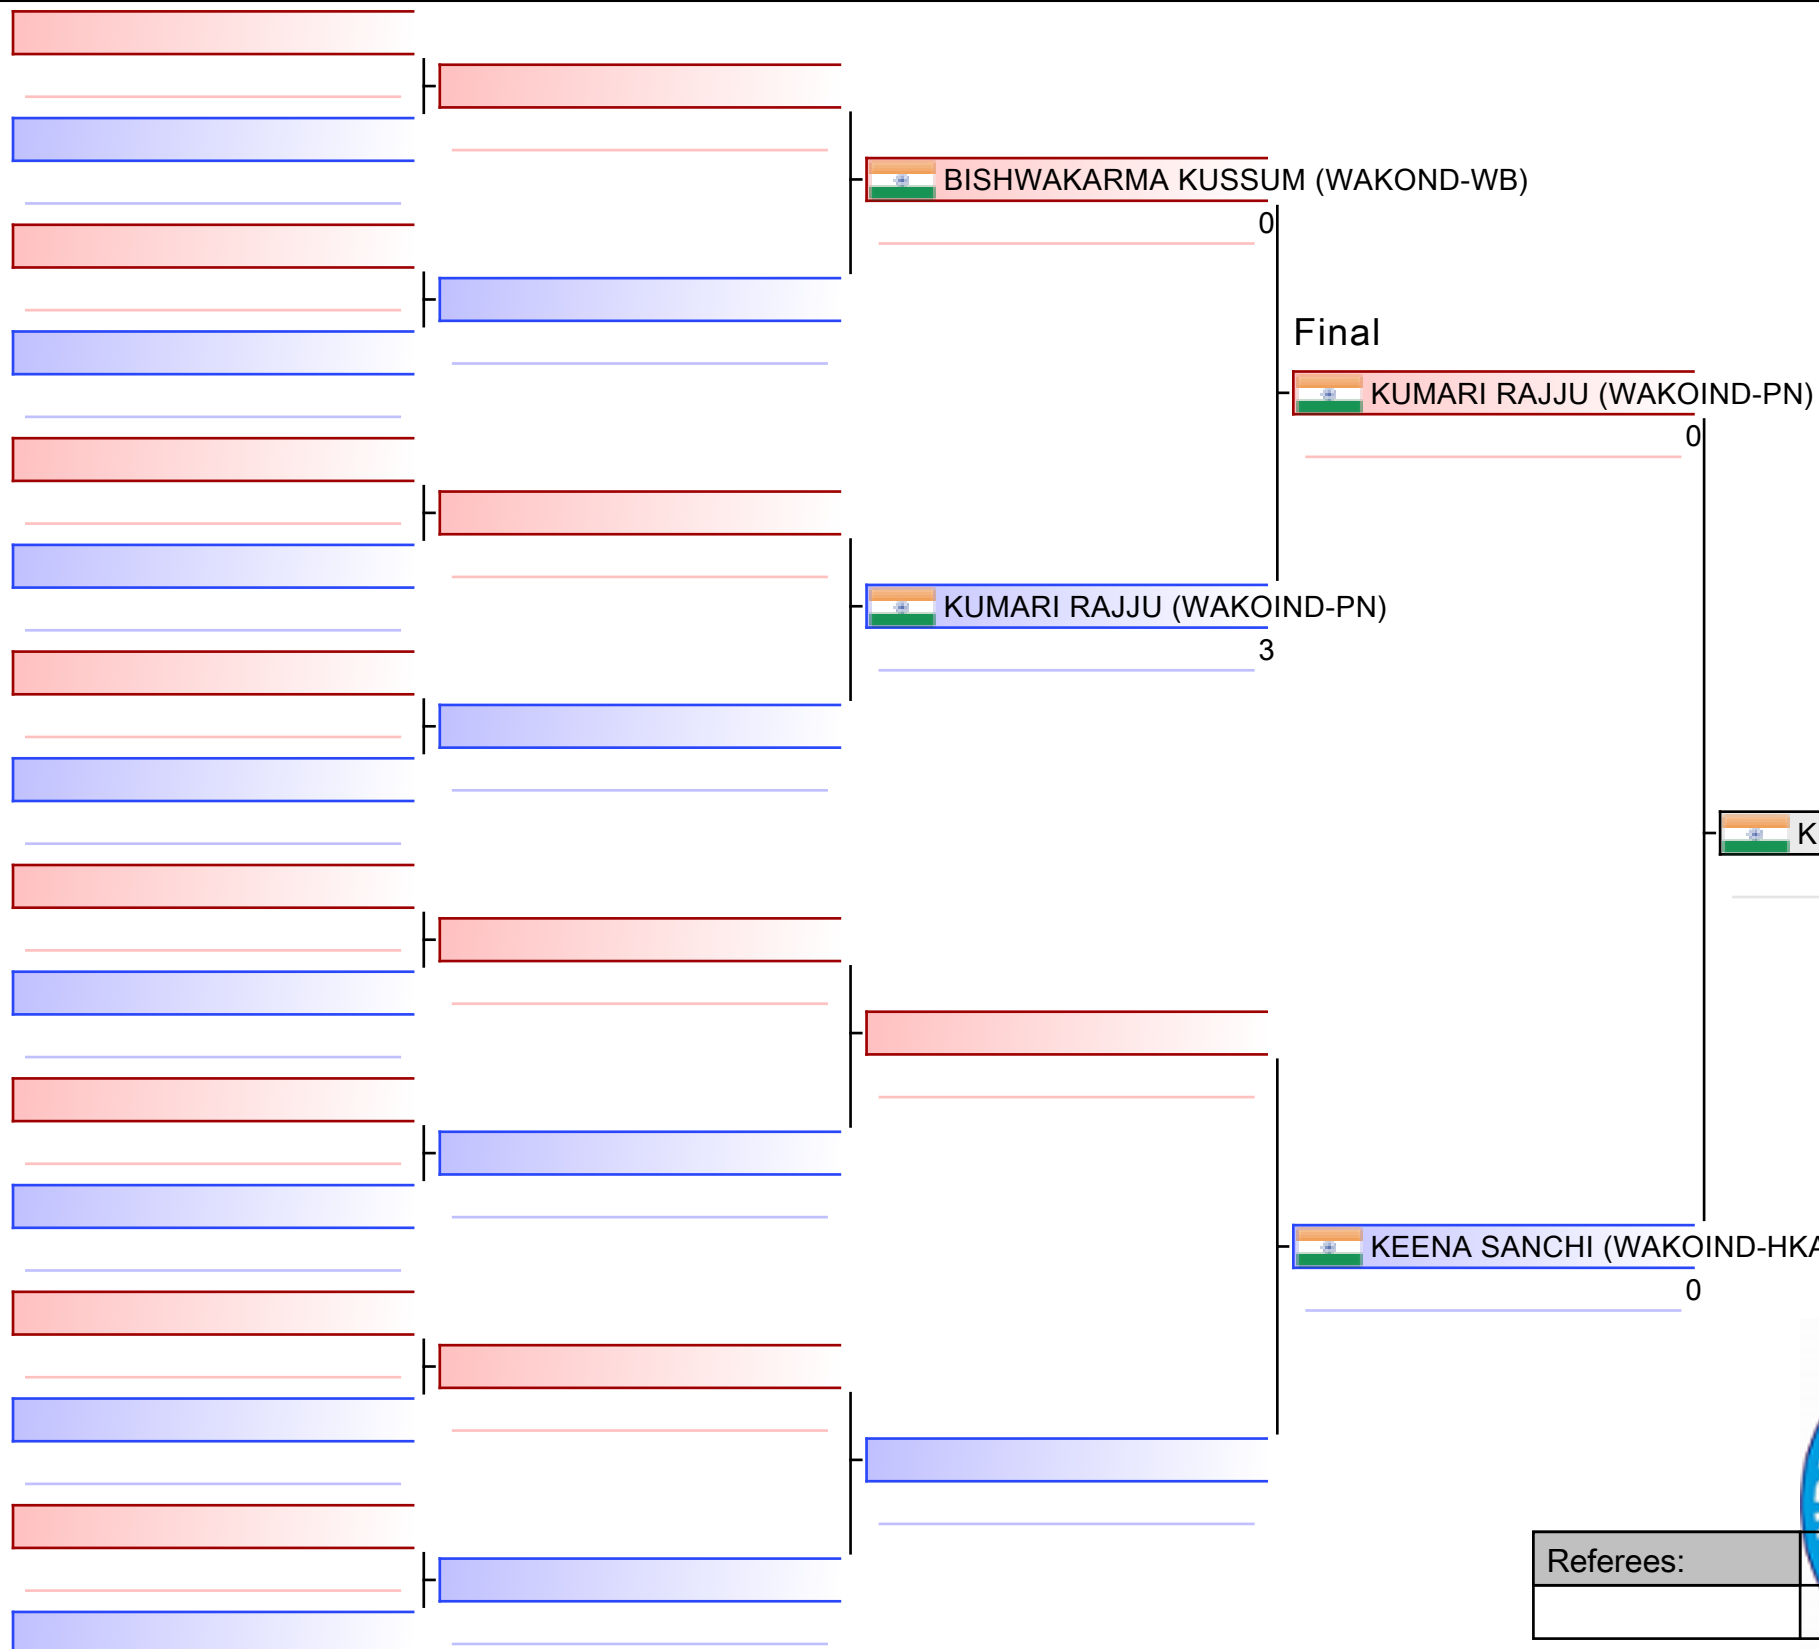 BISHWAKARMA KUSSUM (WAKOND-WB)
0
Final
KUMARI RAJJU (WAKOIND-PN)
0
KUMARI RAJJU (WAKOIND-PN)
3
K
KEENA SANCHI (WAKOIND-HKA
0
Referees: